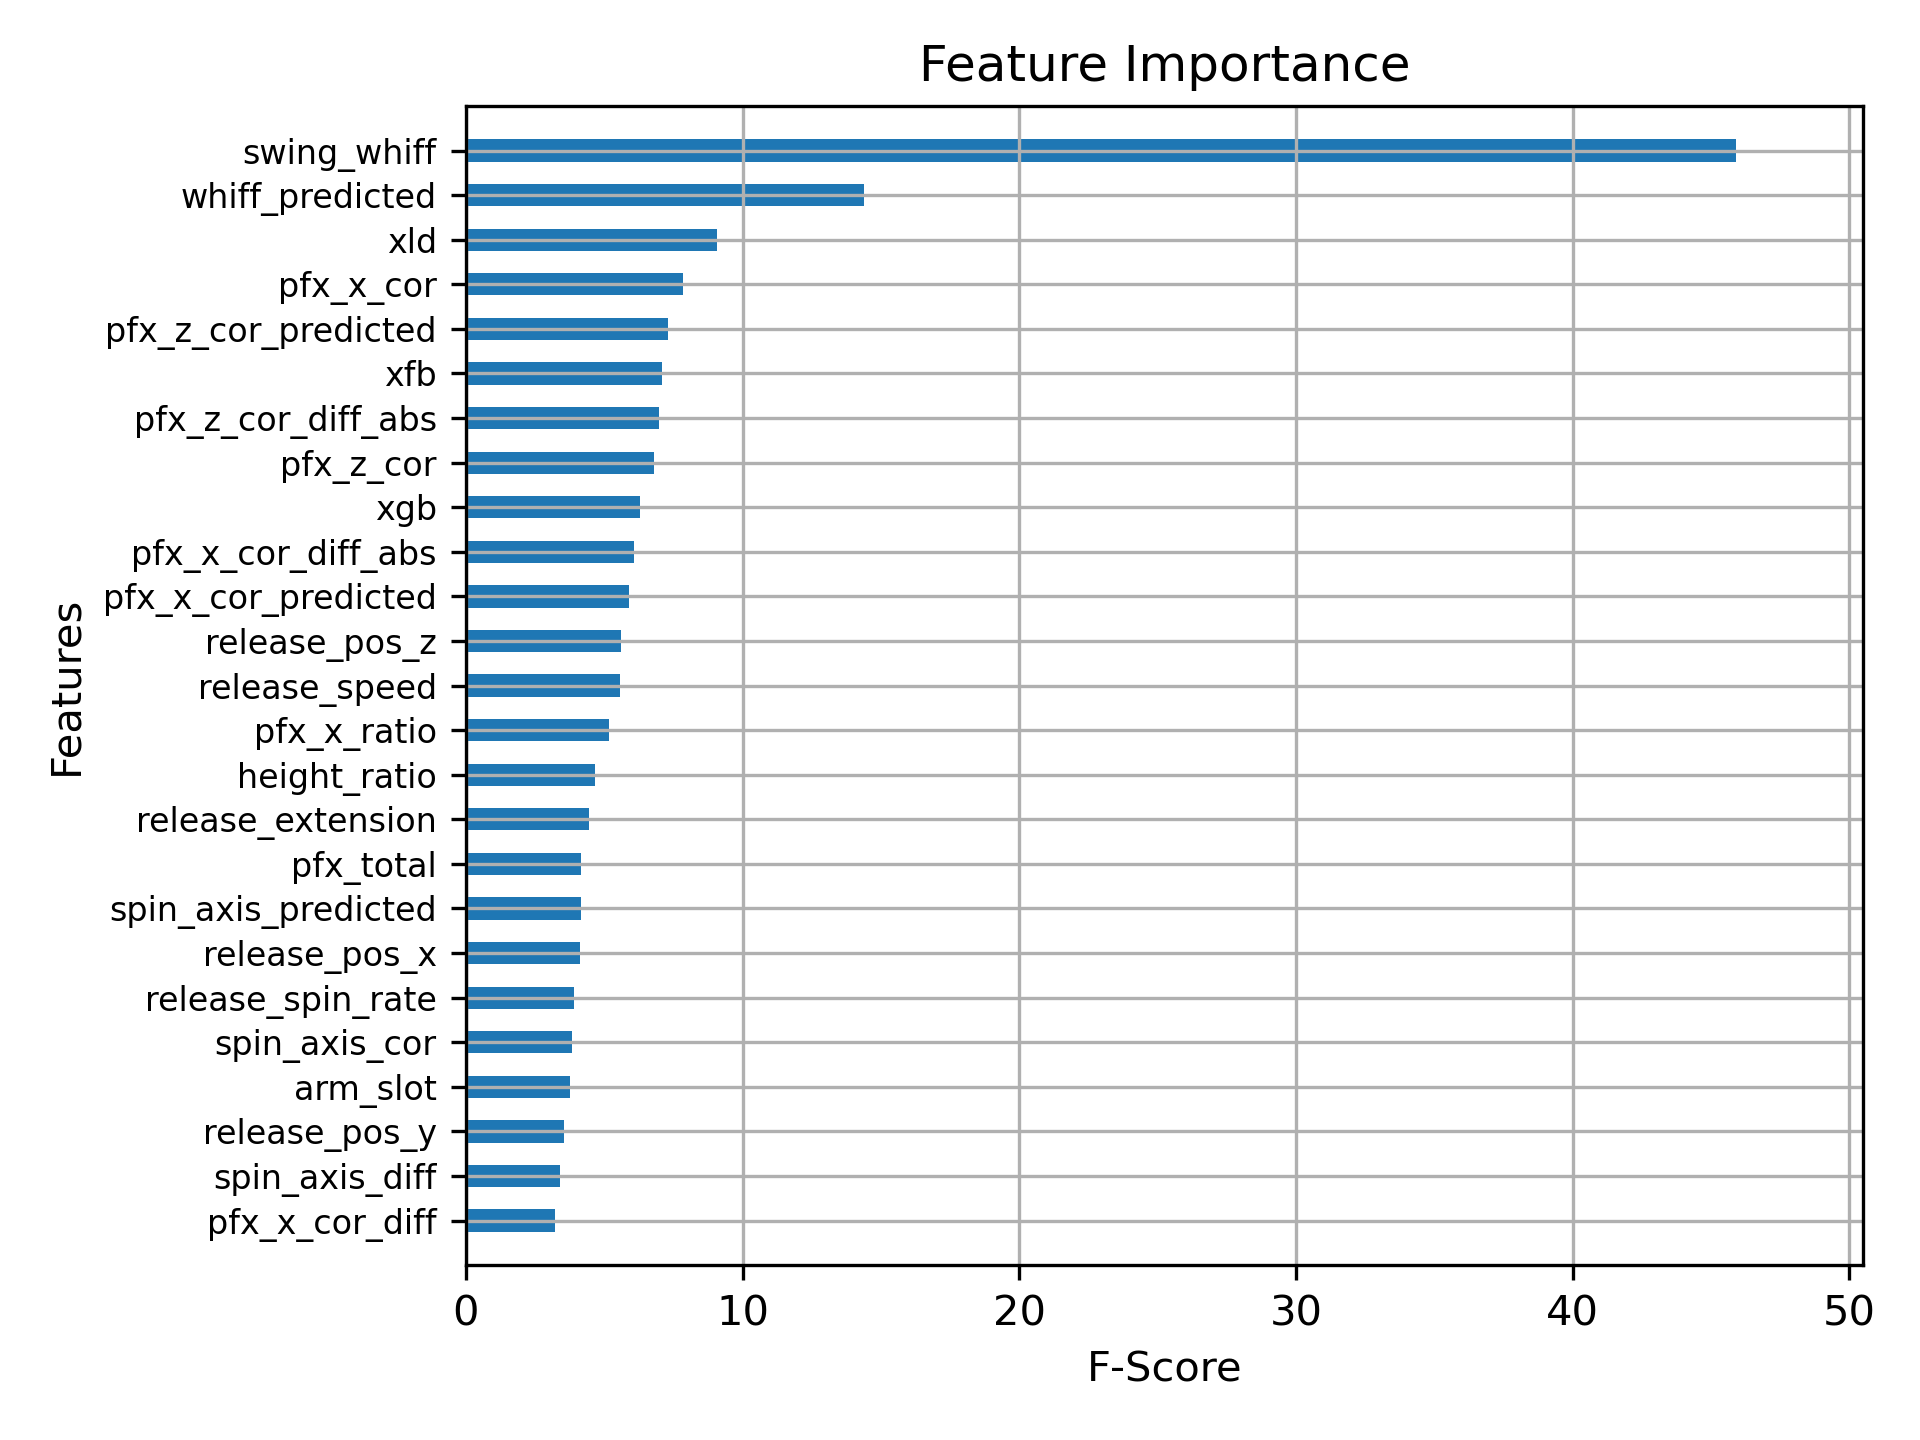 Feature Importance
swing_whiff
whiff_predicted
xld
pfx_x_cor
pfx_z_cor_predicted
xfb
pfx_z_cor_diff_abs
pfx_z_cor
xgb
pfx_x_cor_diff_abs
pfx_x_cor_predicted
release_pos_z
release_speed
pfx_x_ratio
height_ratio
release_extension
pfx_total
spin_axis_predicted
release_pos_x
release_spin_rate
spin_axis_cor
arm_slot
release_pos_y
spin_axis_diff
pfx_x_cor_diff
Features
0 10 20 30 40 50
F-Score